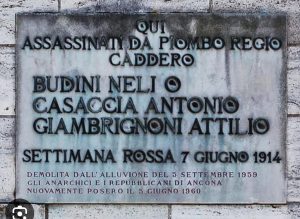 QUI
ASSASSINATI DA PIOMBO REGIO
CADDERO
BUDINI NELIO
CASACCIA ANTONIO
GIAMBRIGNONI ATTILIO
SETTIMANA ROSSA 7 GIUGNO 1914
DEMOLITA DALL'ALLUVIONE DEL 5 SETTEMBRE 1959
GLI ANARCHICI E I REPUBBLICANI DI ANCONA
NUOVAMENTE POSERO IL 5 GIUGNO 1960